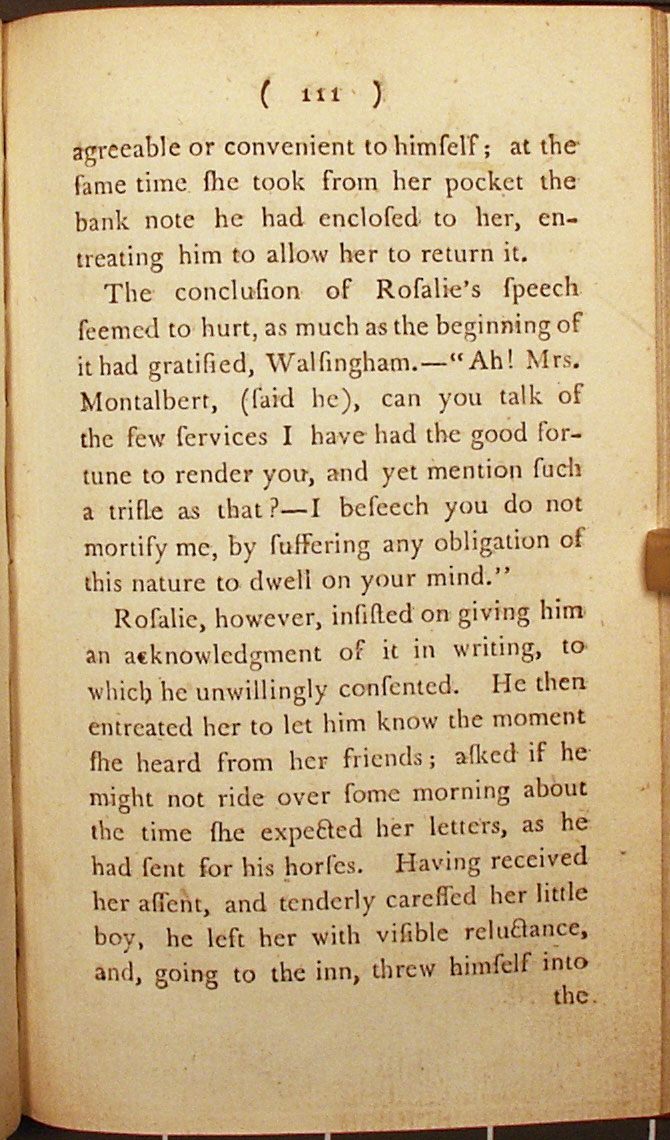 ( 111 )
agreeable or convenient to himſelf; at the
ſame time ſhe took from her pocket the
bank note he had encloſed to her, en-
treating him to allow her to return it.
The concluſion of Roſalie's ſpeech
ſeemed to hurt, as much as the beginning of
it had gratified, Walſingham.—“Ah! Mrs.
Montalbert, (ſaid he), can you talk of
the few ſervices I have had the good for-
tune to render you, and yet mention ſuch
a trifle as that?—I beſeech you do not
mortify me, by ſuffering any obligation of
this nature to dwell on your mind.”
Roſalie, however, inſiſted on giving him
an acknowledgment of it in writing, to
which he unwillingly conſented. He then
entreated her to let him know the moment
ſhe heard from her friends; aſked if he
might not ride over ſome morning about
the time ſhe expected her letters, as he
had ſent for his horſes. Having received
her aſſent, and tenderly careſſed her little
boy, he left her with viſible reluctance,
and, going to the inn, threw himſelf into
the